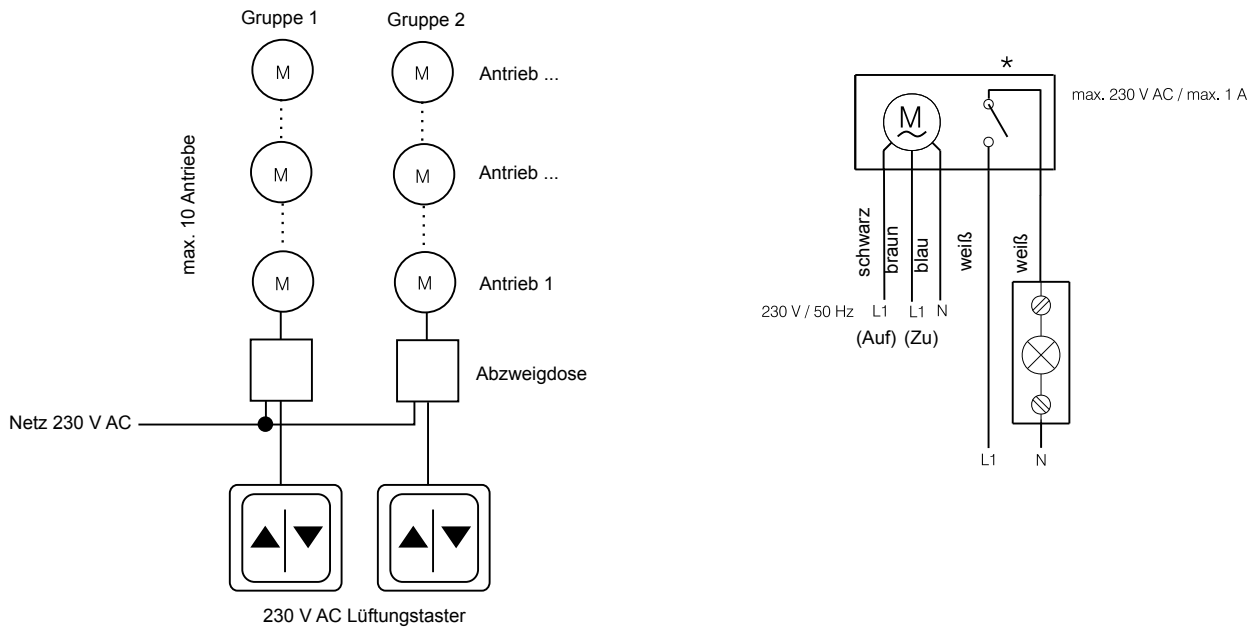 Gruppe 1
Gruppe 2
M
M
Antrieb ...
max. 10 Antriebe
M
M
Antrieb ...
M
M
Antrieb 1
Abzweigdose
Netz 230 V AC
230 V AC Lüftungstaster
*
max. 230 V AC / max. 1 A
M
schwarz
braun
blau
weiß
weiß
230 V / 50 Hz
L1
L1
N
(Auf)
(Zu)
L1
N